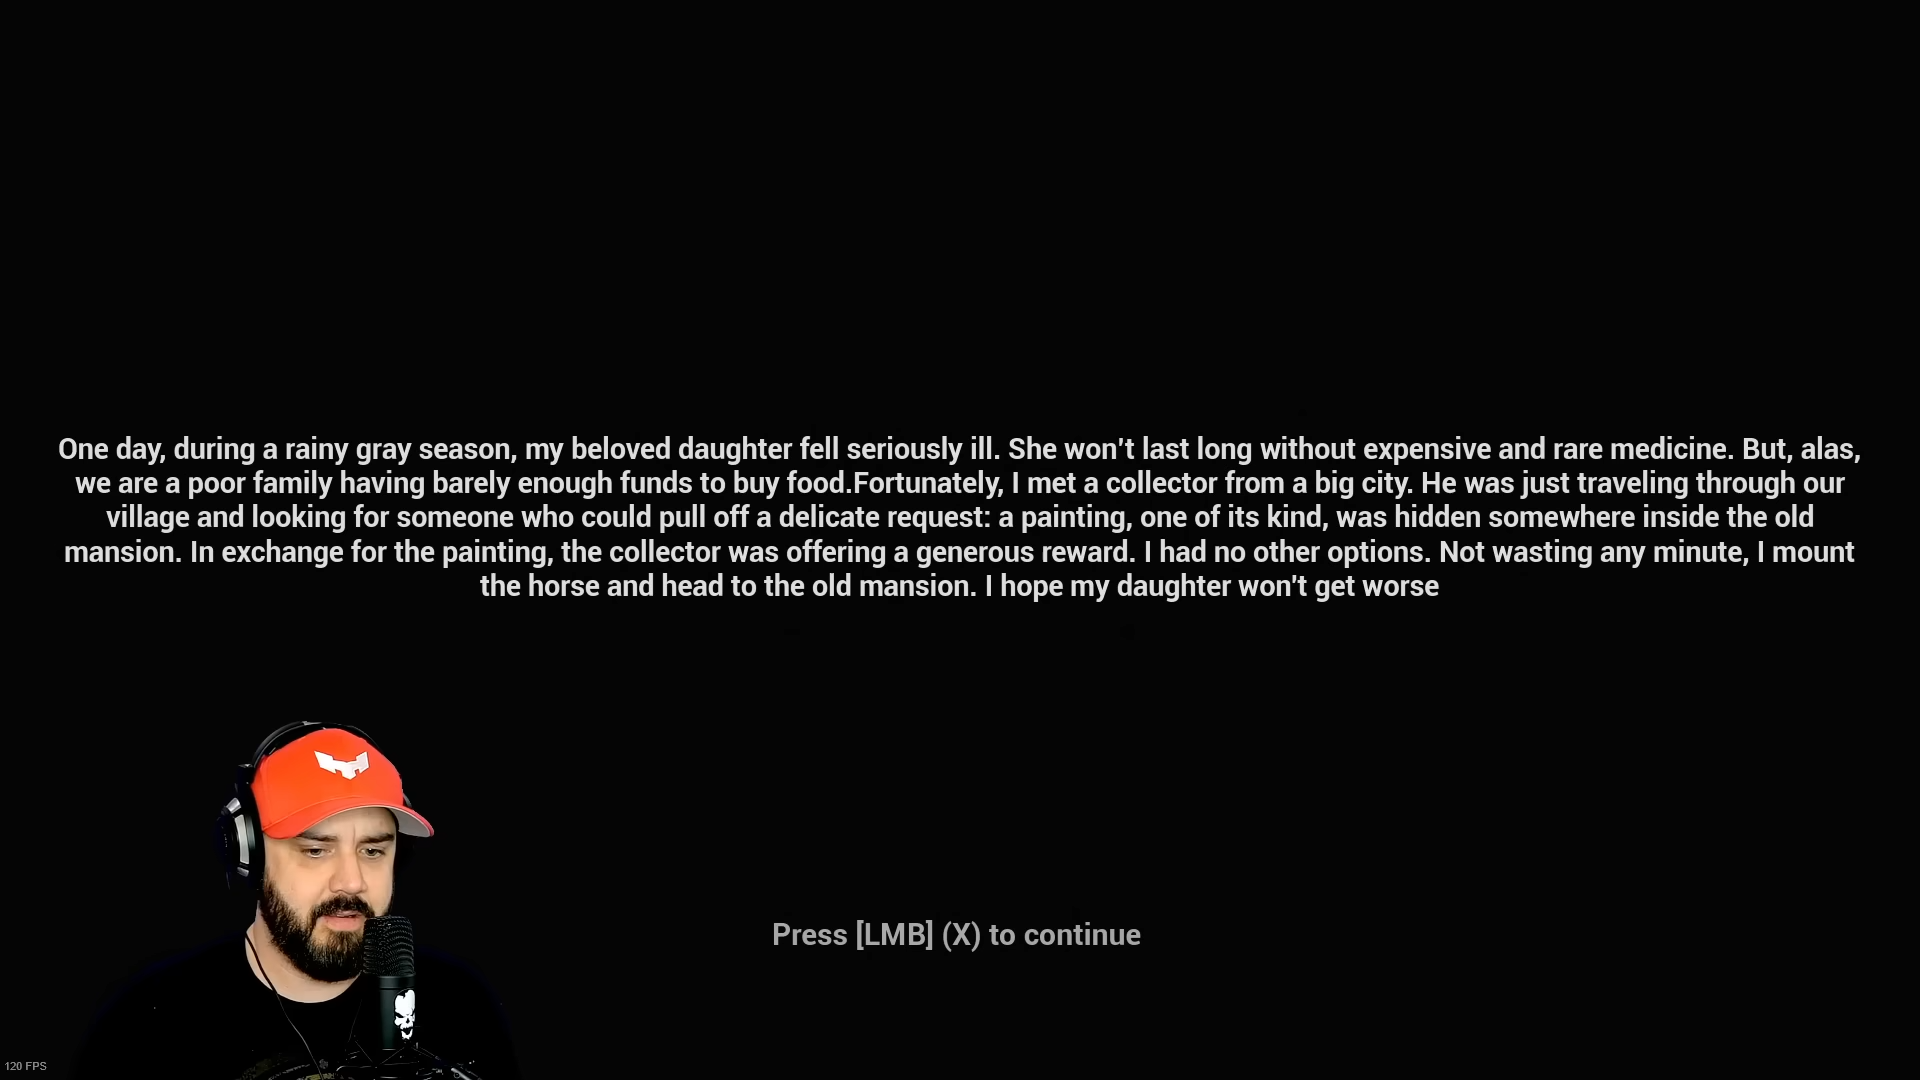 One day, during a rainy gray season, my beloved daughter fell seriously ill. She won't last long without expensive and rare medicine. But, alas,
we are a poor family having barely enough funds to buy food.Fortunately, I met a collector from a big city. He was just traveling through our
village and looking for someone who could pull off a delicate request: a painting, one of its kind, was hidden somewhere inside the old
mansion. In exchange for the painting, the collector was offering a generous reward. I had no other options. Not wasting any minute, I mount
the horse and head to the old mansion. I hope my daughter won't get worse
Press [LMB] (X) to continue
120 FPS